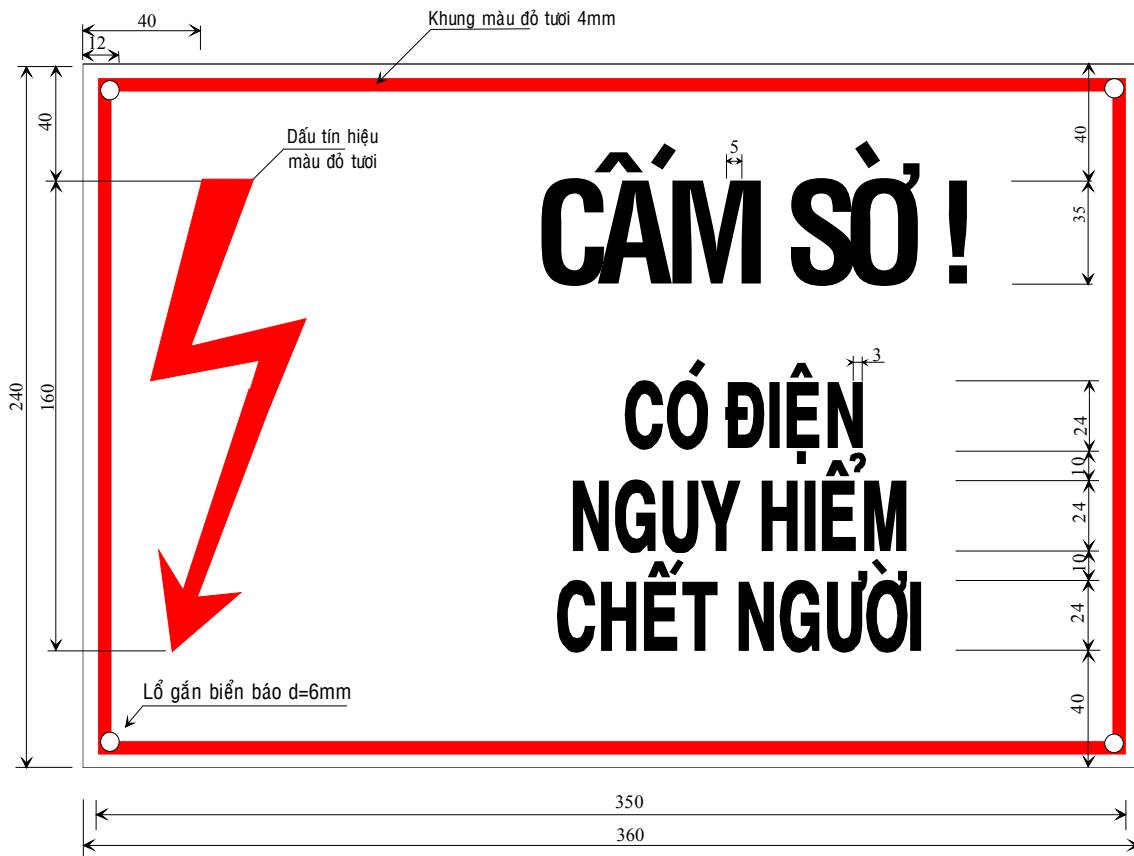 40
Khung màu đỏ tươi 4mm
12
40
Dấu tín hiệu
màu đỏ tươi
5
40
CẤM SỜ !
35
240
160
3
CÓ ĐIỆN
24
10
NGUY HIỂM
24
10
CHẾT NGƯỜI
24
Lổ gắn biển báo d=6mm
40
350
360